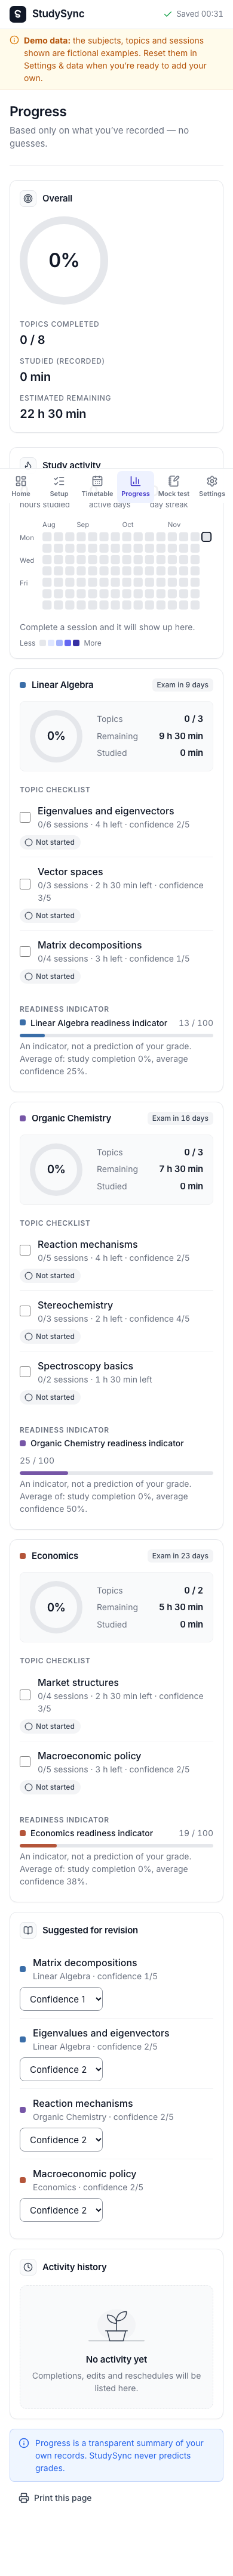 StudySync
Saved 00:31
Demo data: the subjects, topics and sessions
shown are fictional examples. Reset them in
Settings & data when you're ready to add your
own.
Progress
Based only on what you've recorded — no
guesses.
Overall
0%
TOPICS COMPLETED
0 / 8
STUDIED (RECORDED)
0 min
ESTIMATED REMAINING
22 h 30 min
Study activity
Home Setup Timetable Progress Mock test Settings
hours studied active days day streak
Aug Sep Oct Nov
Mon
Wed
Fri
Complete a session and it will show up here.
Less More
Linear Algebra
Exam in 9 days
0%
Topics 0 / 3
Remaining 9 h 30 min
Studied 0 min
TOPIC CHECKLIST
Eigenvalues and eigenvectors
0/6 sessions · 4 h left · confidence 2/5
Not started
Vector spaces
0/3 sessions · 2 h 30 min left · confidence
3/5
Not started
Matrix decompositions
0/4 sessions · 3 h left · confidence 1/5
Not started
READINESS INDICATOR
Linear Algebra readiness indicator 13 / 100
An indicator, not a prediction of your grade.
Average of: study completion 0%, average
confidence 25%.
Organic Chemistry
Exam in 16 days
0%
Topics 0 / 3
Remaining 7 h 30 min
Studied 0 min
TOPIC CHECKLIST
Reaction mechanisms
0/5 sessions · 4 h left · confidence 2/5
Not started
Stereochemistry
0/3 sessions · 2 h left · confidence 4/5
Not started
Spectroscopy basics
0/2 sessions · 1 h 30 min left
Not started
READINESS INDICATOR
Organic Chemistry readiness indicator
25 / 100
An indicator, not a prediction of your grade.
Average of: study completion 0%, average
confidence 50%.
Economics
Exam in 23 days
0%
Topics 0 / 2
Remaining 5 h 30 min
Studied 0 min
TOPIC CHECKLIST
Market structures
0/4 sessions · 2 h 30 min left · confidence
3/5
Not started
Macroeconomic policy
0/5 sessions · 3 h left · confidence 2/5
Not started
READINESS INDICATOR
Economics readiness indicator 19 / 100
An indicator, not a prediction of your grade.
Average of: study completion 0%, average
confidence 38%.
Suggested for revision
Matrix decompositions
Linear Algebra · confidence 1/5
Confidence 1
Eigenvalues and eigenvectors
Linear Algebra · confidence 2/5
Confidence 2
Reaction mechanisms
Organic Chemistry · confidence 2/5
Confidence 2
Macroeconomic policy
Economics · confidence 2/5
Confidence 2
Activity history
No activity yet
Completions, edits and reschedules will be
listed here.
Progress is a transparent summary of your
own records. StudySync never predicts
grades.
Print this page